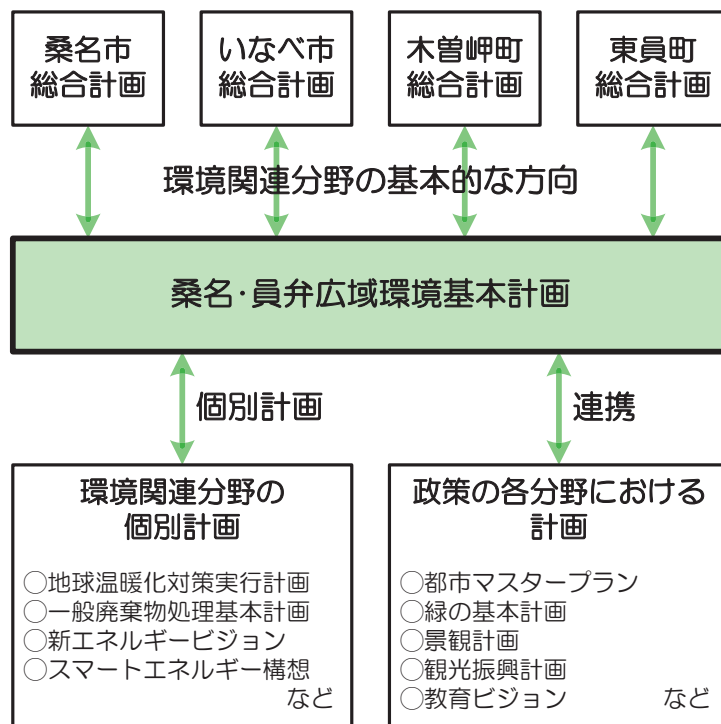 桑名市
総合計画
いなべ市
総合計画
木曽岬町
総合計画
東員町
総合計画
環境関連分野の基本的な方向
桑名･員弁広域環境基本計画
個別計画
連携
環境関連分野の
個別計画
○地球温暖化対策実行計画
○一般廃棄物処理基本計画
○新エネルギービジョン
○スマートエネルギー構想
など
政策の各分野における
計画
○都市マスタープラン
○緑の基本計画
○景観計画
○観光振興計画
○教育ビジョン　　　など